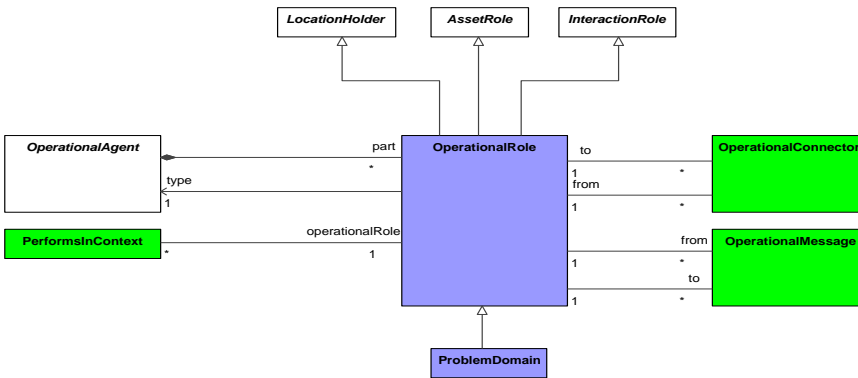 LocationHolder
AssetRole
InteractionRole
OperationalAgent
part
OperationalRole
to
OperationalConnector
*
1
*
type
from
1
1
*
PerformsInContext
operationalRole
from
OperationalMessage
*
1
1
*
to
1
*
ProblemDomain